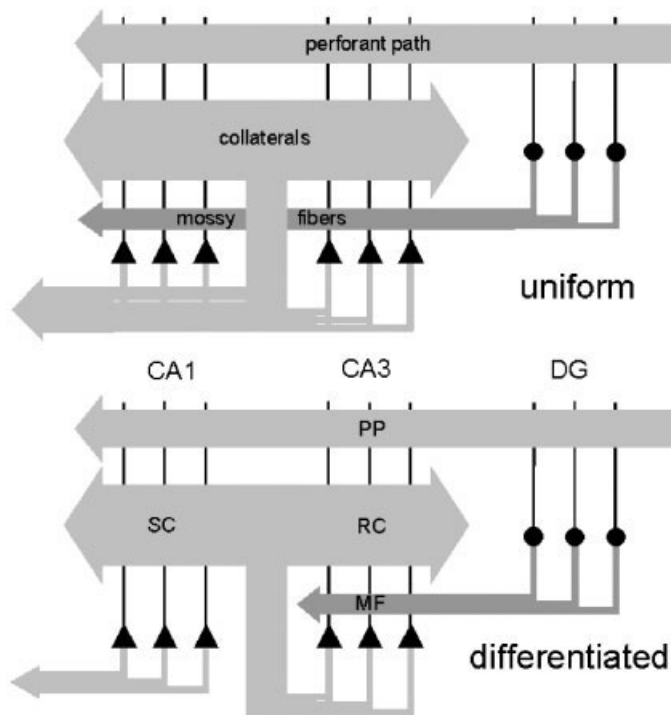 perforant path
collaterals
mossy fibers
uniform
CA1 CA3 DG
PP
SC RC
MF
differentiated